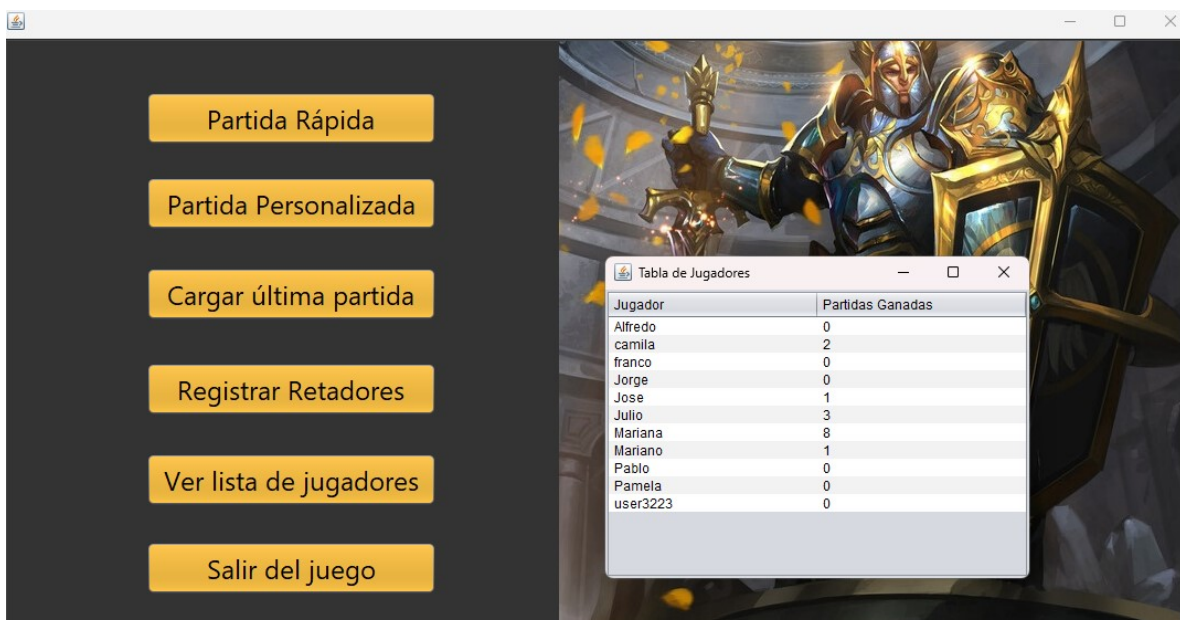 Partida Rápida
Partida Personalizada
Cargar última partida
Registrar Retadores
Ver lista de jugadores
Salir del juego
Tabla de Jugadores
Jugador Partidas Ganadas
Alfredo 0
camila 2
franco 0
Jorge 0
Jose 1
Julio 3
Mariana 8
Mariano 1
Pablo 0
Pamela 0
user3223 0